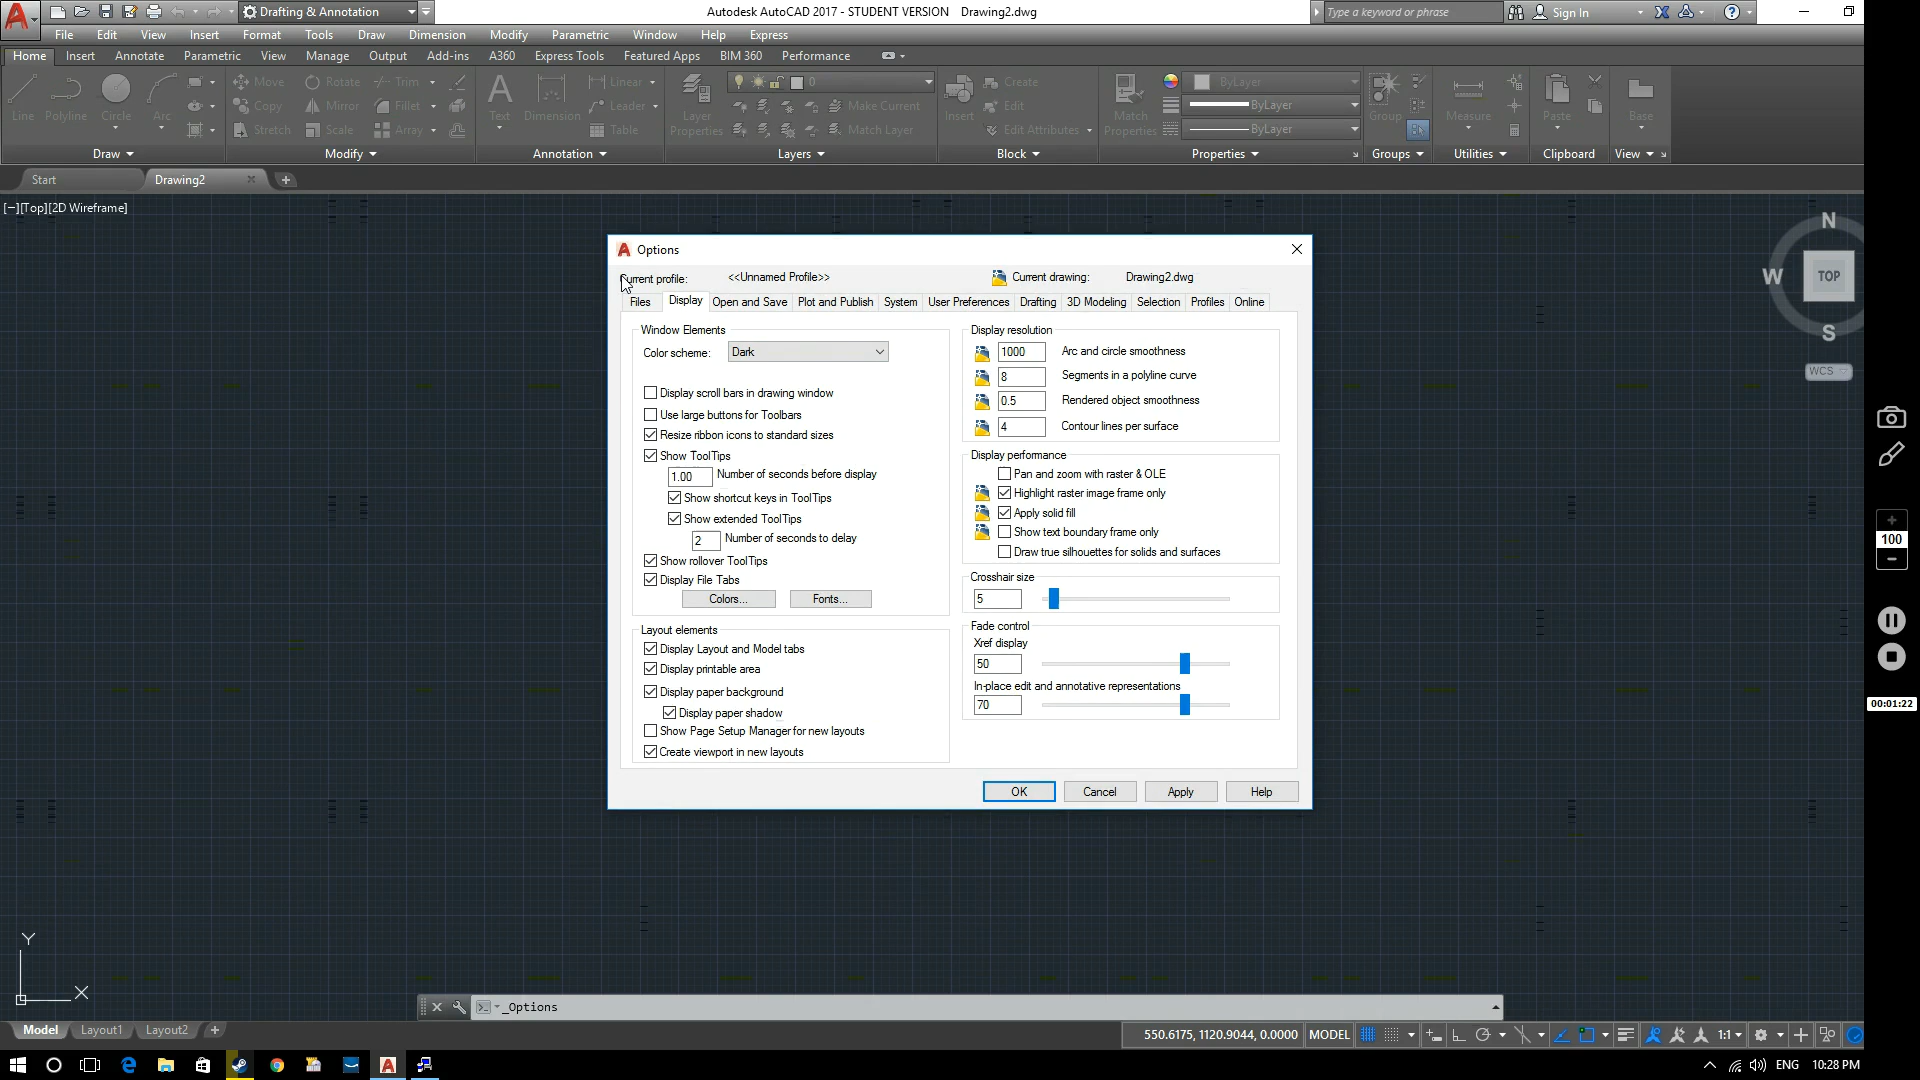 Drafting & Annotation
Autodesk AutoCAD 2017 - STUDENT VERSION Drawing2.dwg
Type a keyword or phrase
Sign In
File Edit View Insert Format Tools Draw Dimension Modify Parametric Window Help Express
Home Insert Annotate Parametric View Manage Output Add-ins A360 Express Tools Featured Apps BIM 360 Performance
Line Polyline Circle Arc
Move Rotate Trim
Copy Mirror Fillet
Stretch Scale Array
Text Dimension
Linear
Leader
Table
Layer Properties
0
Make Current
Match Layer
Insert
Create
Edit
Edit Attributes
Match Properties
ByLayer
ByLayer
ByLayer
Group
Measure
Paste
Base
Draw Modify Annotation Layers Block Properties Groups Utilities Clipboard View
Start Drawing2
[−][Top][2D Wireframe]
N
W TOP
S
WCS
Options
Current profile: <<Unnamed Profile>> Current drawing: Drawing2.dwg
Files Display Open and Save Plot and Publish System User Preferences Drafting 3D Modeling Selection Profiles Online
Window Elements
Color scheme: Dark
Display scroll bars in drawing window
Use large buttons for Toolbars
Resize ribbon icons to standard sizes
Show ToolTips
1.00 Number of seconds before display
Show shortcut keys in ToolTips
Show extended ToolTips
2 Number of seconds to delay
Show rollover ToolTips
Display File Tabs
Colors... Fonts...
Layout elements
Display Layout and Model tabs
Display printable area
Display paper background
Display paper shadow
Show Page Setup Manager for new layouts
Create viewport in new layouts
Display resolution
1000 Arc and circle smoothness
8 Segments in a polyline curve
0.5 Rendered object smoothness
4 Contour lines per surface
Display performance
Pan and zoom with raster & OLE
Highlight raster image frame only
Apply solid fill
Show text boundary frame only
Draw true silhouettes for solids and surfaces
Crosshair size
5
Fade control
Xref display
50
In-place edit and annotative representations
70
OK Cancel Apply Help
100
00:01:22
Y
X
_Options
Model Layout1 Layout2
550.6175, 1120.9044, 0.0000 MODEL
1:1
ENG 10:28 PM